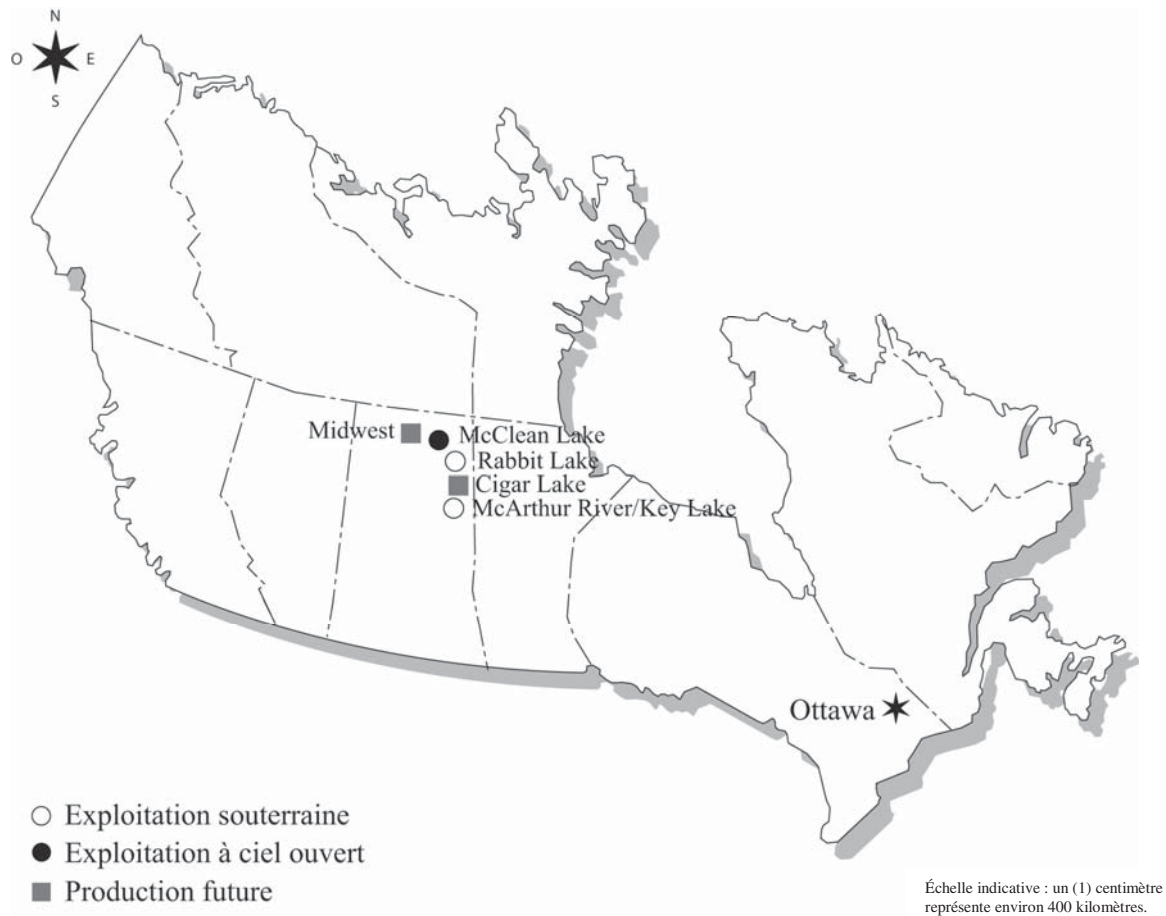 N
O E
S
Midwest
McClean Lake
Rabbit Lake
Cigar Lake
McArthur River/Key Lake
Ottawa
Exploitation souterraine
Exploitation à ciel ouvert
Production future
Échelle indicative : un (1) centimètre
représente environ 400 kilomètres.